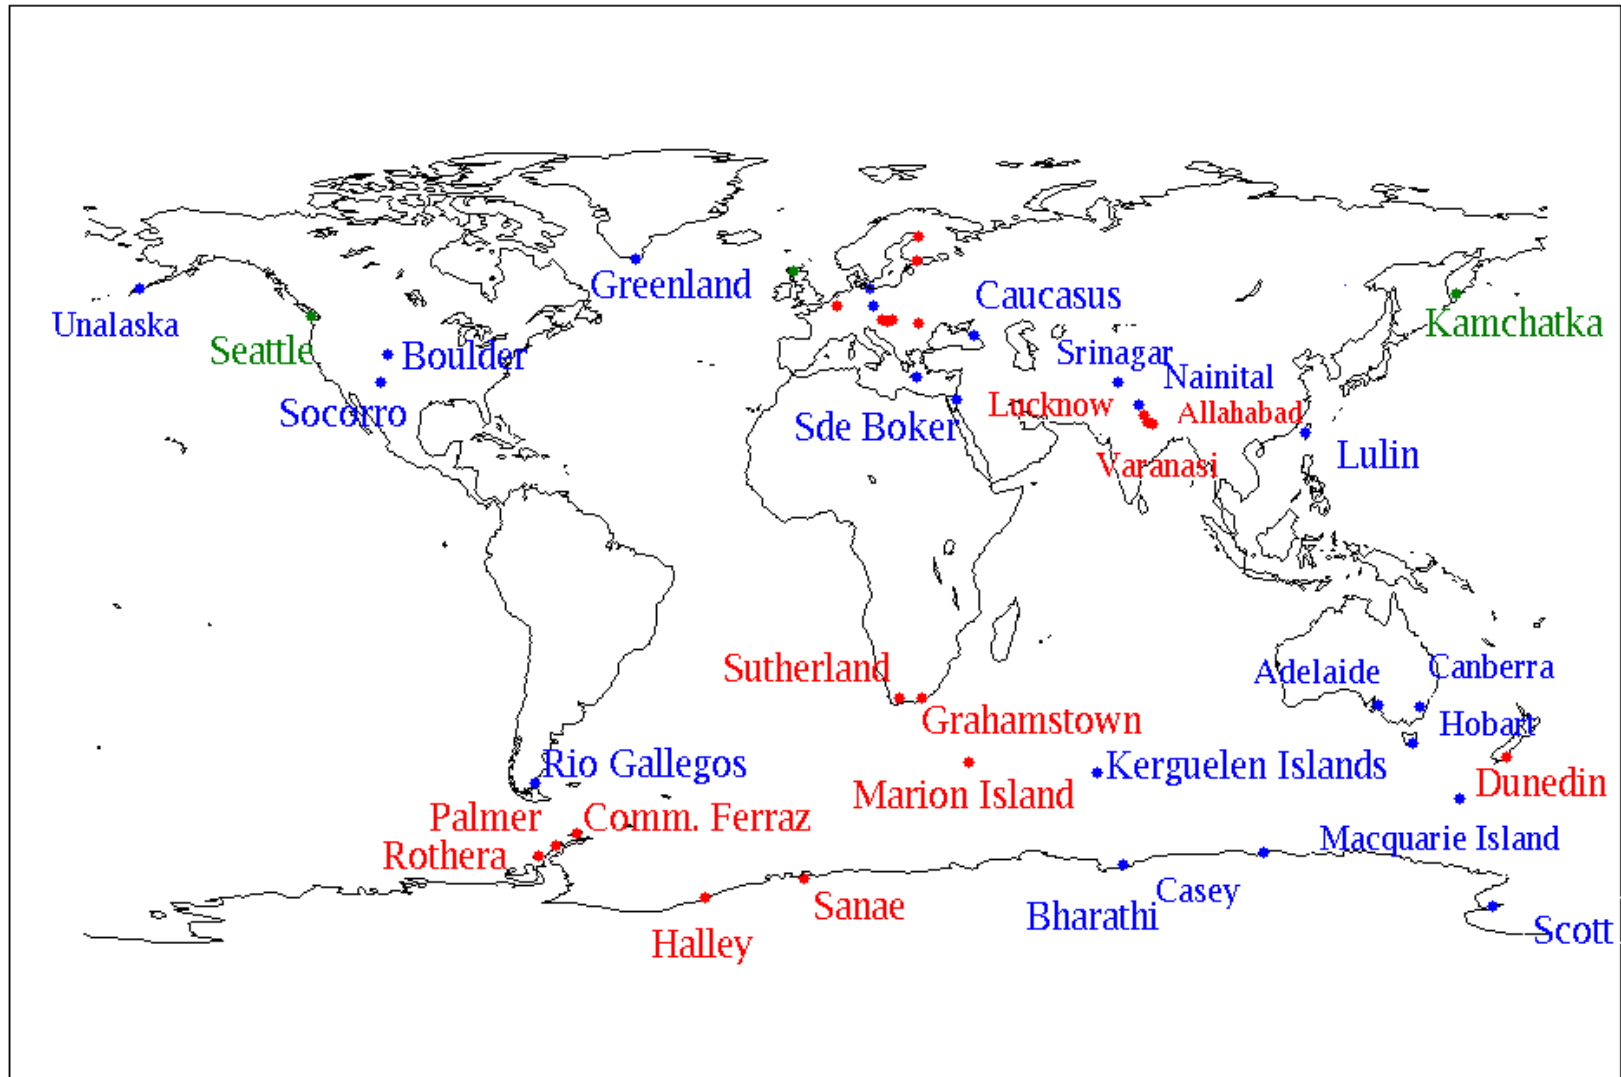 Greenland
Caucasus
Unalaska
Kamchatka
Seattle
Boulder
Srinagar
Nainital
Socorro
Lucknow
Allahabad
Sde Boker
Lulin
Varanasi
Sutherland
Adelaide
Canberra
Grahamstown
Hobart
Rio Gallegos
Kerguelen Islands
Marion Island
Dunedin
Palmer
Comm. Ferraz
Macquarie Island
Rothera
Casey
Sanae
Bharathi
Scott
Halley